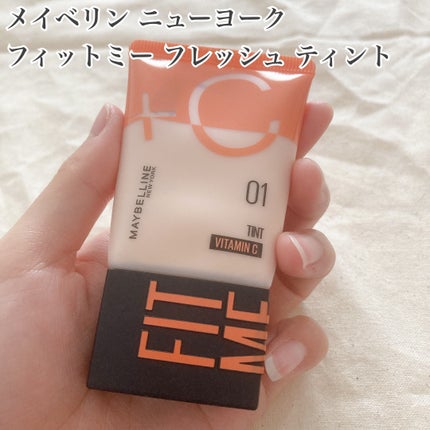 メイベリン ニューヨーク
フィットミー フレッシュ ティント
+C
MAYBELLINE
NEW YORK
01
TINT
VITAMIN C
FIT
ME